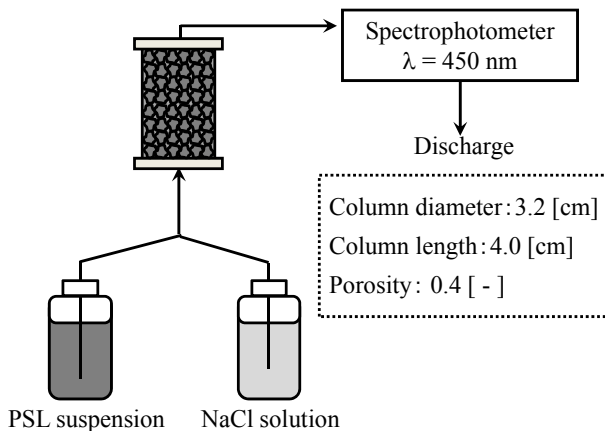 Spectrophotometer
λ = 450 nm
Discharge
Column diameter：3.2 [cm]
Column length：4.0 [cm]
Porosity： 0.4 [ - ]
PSL suspension
NaCl solution